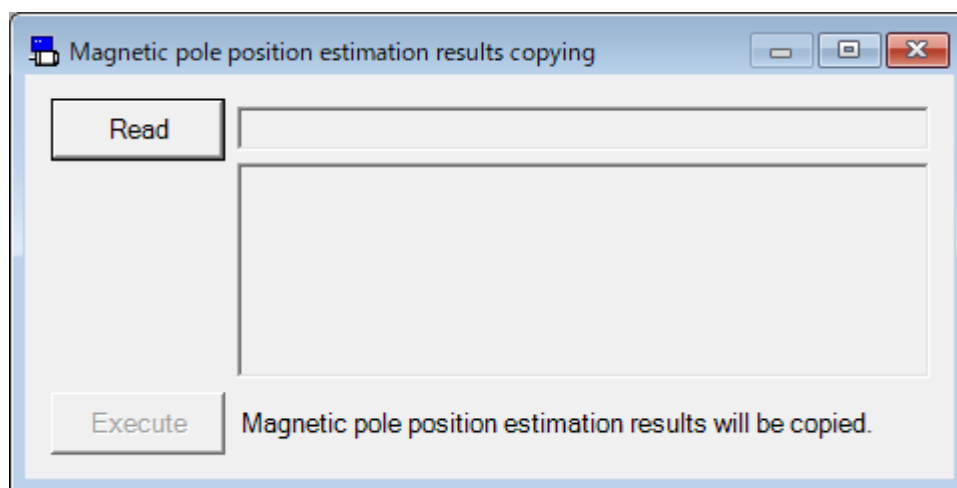 Magnetic pole position estimation results copying
Read
Execute
Magnetic pole position estimation results will be copied.